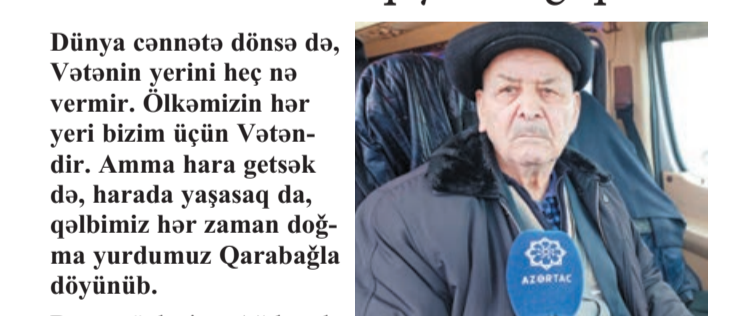 Dünya cənnətə dönsə də,
Vətənin yerini heç nə
vermir. Ölkəmizin hər
yeri bizim üçün Vətən-
dir. Amma hara getsək
də, harada yaşasaq da,
qəlbimiz hər zaman doğ-
ma yurdumuz Qarabağla
döyünüb.
AZƏRTAC